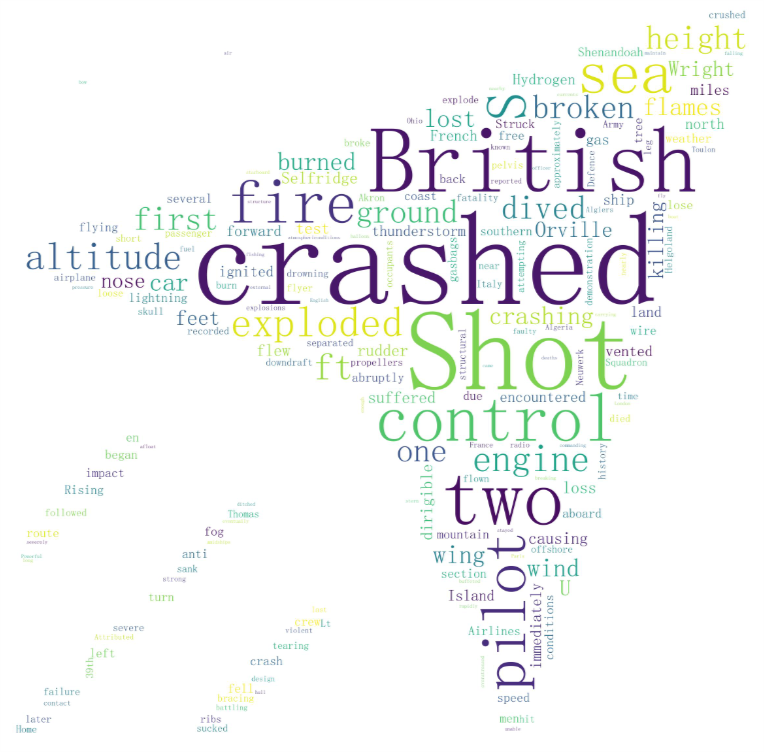 crushed
height
Shenandoah
sea
Wright
Hydrogen
miles
explode
S
broken
flames
lost
north
Ohio
Struck
Army
French
free
gas
weather
tree
broke
British
known
Toulon
leg
approximately
burned
pelvis
reported
Defence
back
Selfridge
lose
several
Akron
coast
fatality
dived
Algiers
ship
fire
first
ground
killing
flying
test
short
passenger
forward
thunderstorm
southern
Orville
Helgoland
altitude
fuel
crashed
airplane
nose
car
ignited
drowning
occupants
gasbags
near
Italy
attempting
demonstration
loose
lightning
burn
flyer
English
skull
explosions
feet
exploded
Shot
crashing
land
recorded
separated
faulty
Algeria
wire
flew
rudder
structural
vented
downdraft
ft
propellers
Neuwerk
Squadron
abruptly
due
encountered
time
suffered
died
control
en
one
France
radio
history
began
engine
impact
dirigible
flown
loss
Rising
two
aboard
followed
Thomas
route
fog
mountain
causing
anti
wing
offshore
pilot
wind
sank
section
strong
Island
U
immediately
conditions
turn
crew
Lt
severe
violent
Airlines
Attributed
tearing
left
39th
crash
design
failure
fell
speed
contact
bracing
hull
battling
later
ribs
men
hit
Home
sucked